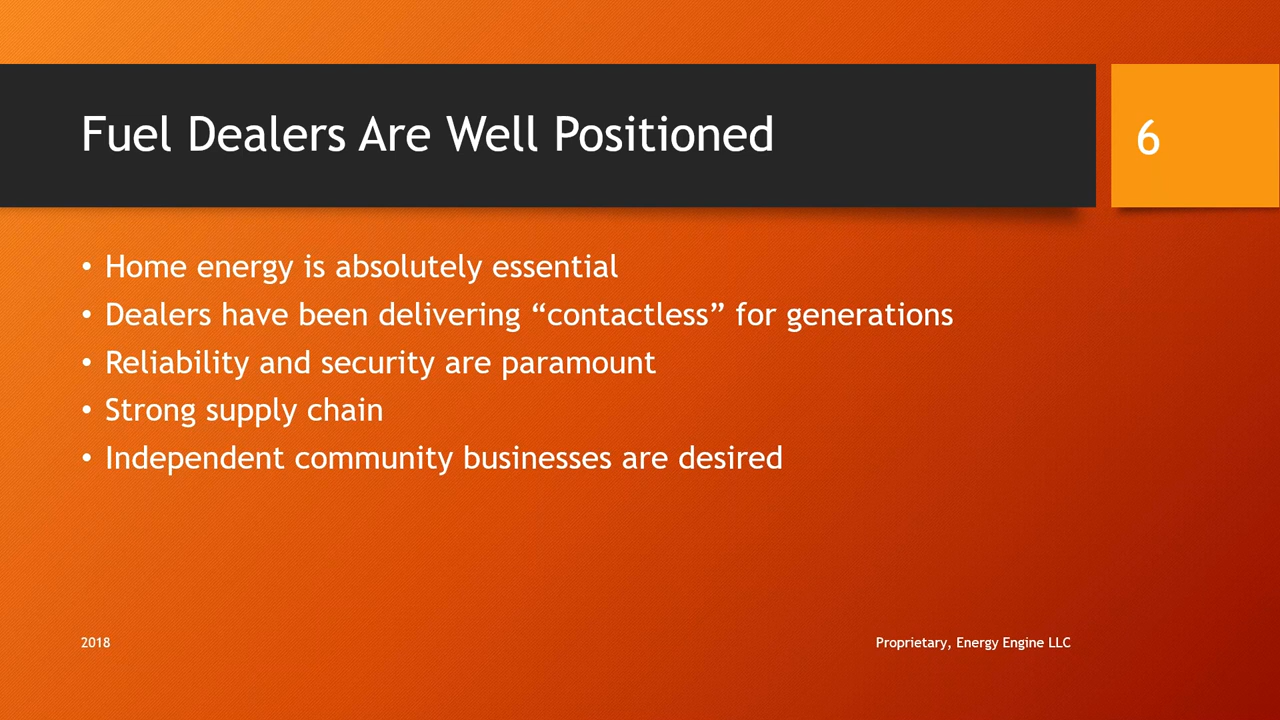 Fuel Dealers Are Well Positioned
6
• Home energy is absolutely essential
• Dealers have been delivering “contactless” for generations
• Reliability and security are paramount
• Strong supply chain
• Independent community businesses are desired
2018
Proprietary, Energy Engine LLC